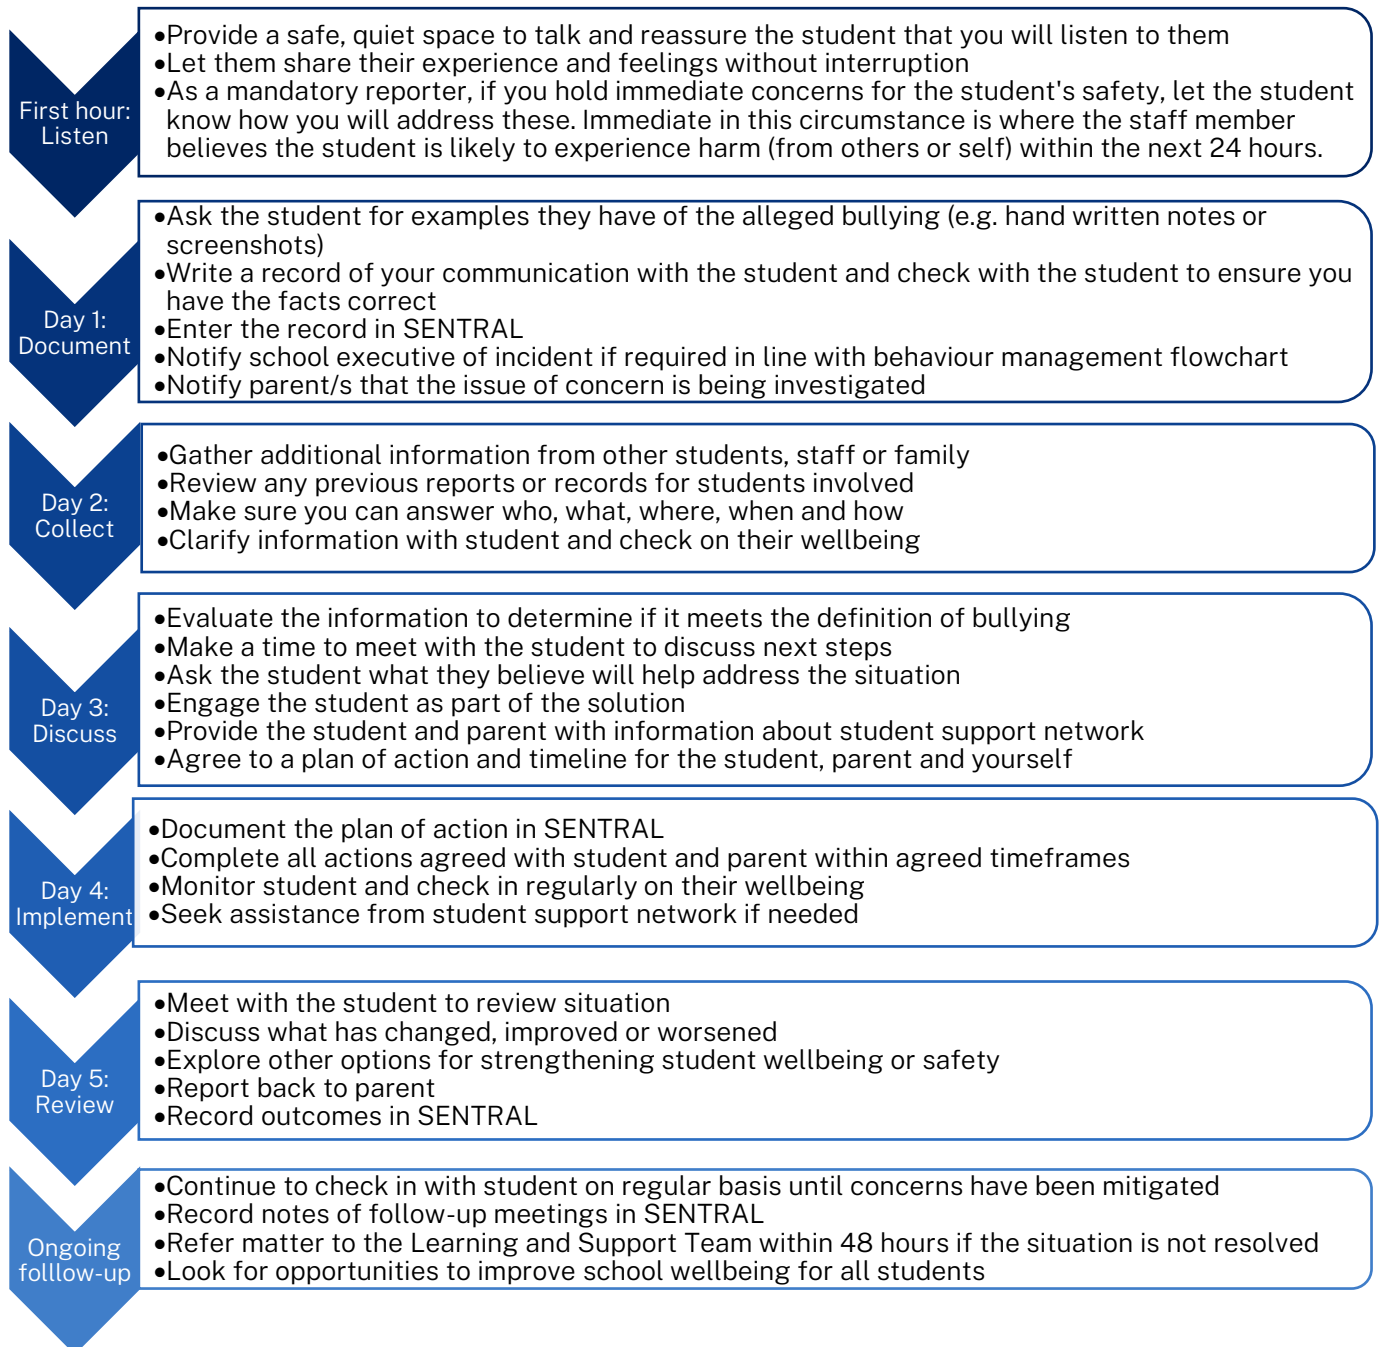 First hour:
Listen
•Provide a safe, quiet space to talk and reassure the student that you will listen to them
•Let them share their experience and feelings without interruption
•As a mandatory reporter, if you hold immediate concerns for the student's safety, let the student
know how you will address these. Immediate in this circumstance is where the staff member
believes the student is likely to experience harm (from others or self) within the next 24 hours.
Day 1:
Document
•Ask the student for examples they have of the alleged bullying (e.g. hand written notes or
screenshots)
•Write a record of your communication with the student and check with the student to ensure you
have the facts correct
•Enter the record in SENTRAL
•Notify school executive of incident if required in line with behaviour management flowchart
•Notify parent/s that the issue of concern is being investigated
Day 2:
Collect
•Gather additional information from other students, staff or family
•Review any previous reports or records for students involved
•Make sure you can answer who, what, where, when and how
•Clarify information with student and check on their wellbeing
Day 3:
Discuss
•Evaluate the information to determine if it meets the definition of bullying
•Make a time to meet with the student to discuss next steps
•Ask the student what they believe will help address the situation
•Engage the student as part of the solution
•Provide the student and parent with information about student support network
•Agree to a plan of action and timeline for the student, parent and yourself
Day 4:
Implement
•Document the plan of action in SENTRAL
•Complete all actions agreed with student and parent within agreed timeframes
•Monitor student and check in regularly on their wellbeing
•Seek assistance from student support network if needed
Day 5:
Review
•Meet with the student to review situation
•Discuss what has changed, improved or worsened
•Explore other options for strengthening student wellbeing or safety
•Report back to parent
•Record outcomes in SENTRAL
Ongoing
folllow-up
•Continue to check in with student on regular basis until concerns have been mitigated
•Record notes of follow-up meetings in SENTRAL
•Refer matter to the Learning and Support Team within 48 hours if the situation is not resolved
•Look for opportunities to improve school wellbeing for all students